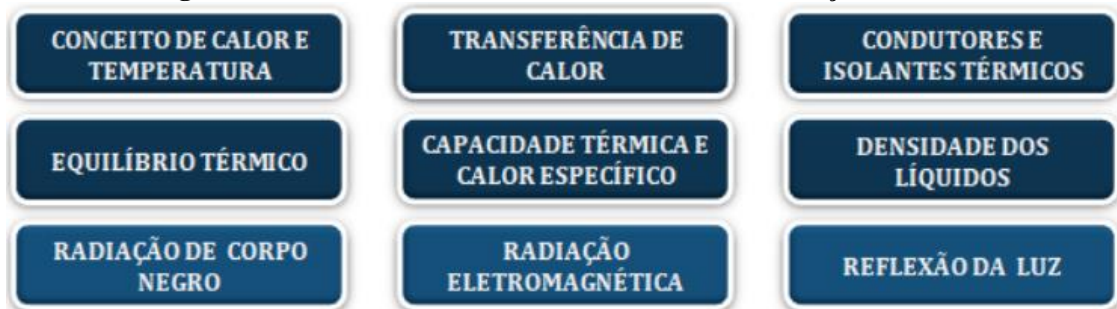 CONCEITO DE CALOR E
TEMPERATURA
TRANSFERÊNCIA DE
CALOR
CONDUTORES E
ISOLANTES TÉRMICOS
EQUILÍBRIO TÉRMICO
CAPACIDADE TÉRMICA E
CALOR ESPECÍFICO
DENSIDADE DOS
LÍQUIDOS
RADIAÇÃO DE CORPO
NEGRO
RADIAÇÃO
ELETROMAGNÉTICA
REFLEXÃO DA LUZ